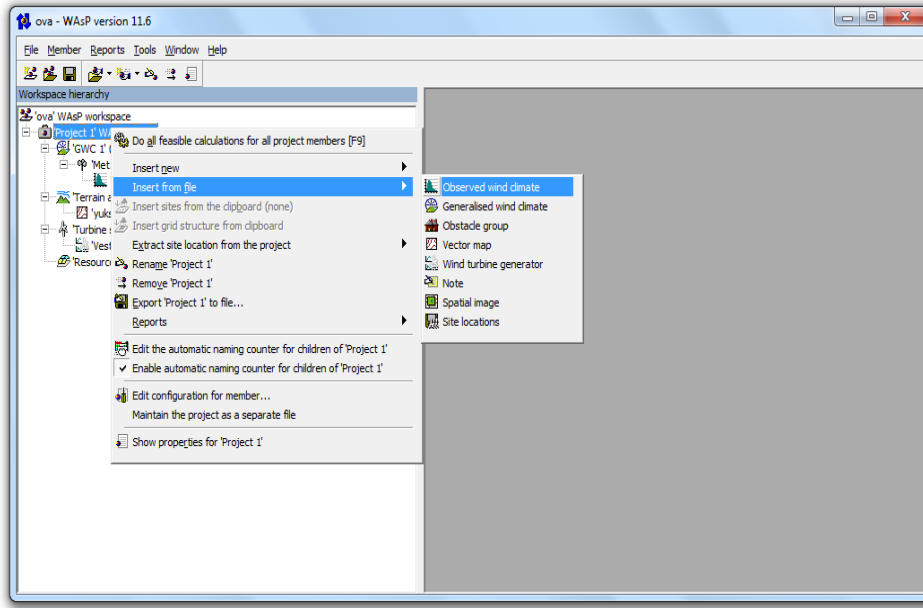 ova - WAsP version 11.6
File Member Reports Tools Window Help
Workspace hierarchy
'ova' WAsP workspace
'Project 1' WA
'GWC 1' (
'Met
'Terrain a
'yuks
'Turbine s
'Vest
'Resourc
Do all feasible calculations for all project members [F9]
Insert new
Insert from file
Insert sites from the clipboard (none)
Insert grid structure from clipboard
Extract site location from the project
Rename 'Project 1'
Remove 'Project 1'
Export 'Project 1' to file...
Reports
Edit the automatic naming counter for children of 'Project 1'
Enable automatic naming counter for children of 'Project 1'
Edit configuration for member...
Maintain the project as a separate file
Show properties for 'Project 1'
Observed wind climate
Generalised wind climate
Obstacle group
Vector map
Wind turbine generator
Note
Spatial image
Site locations